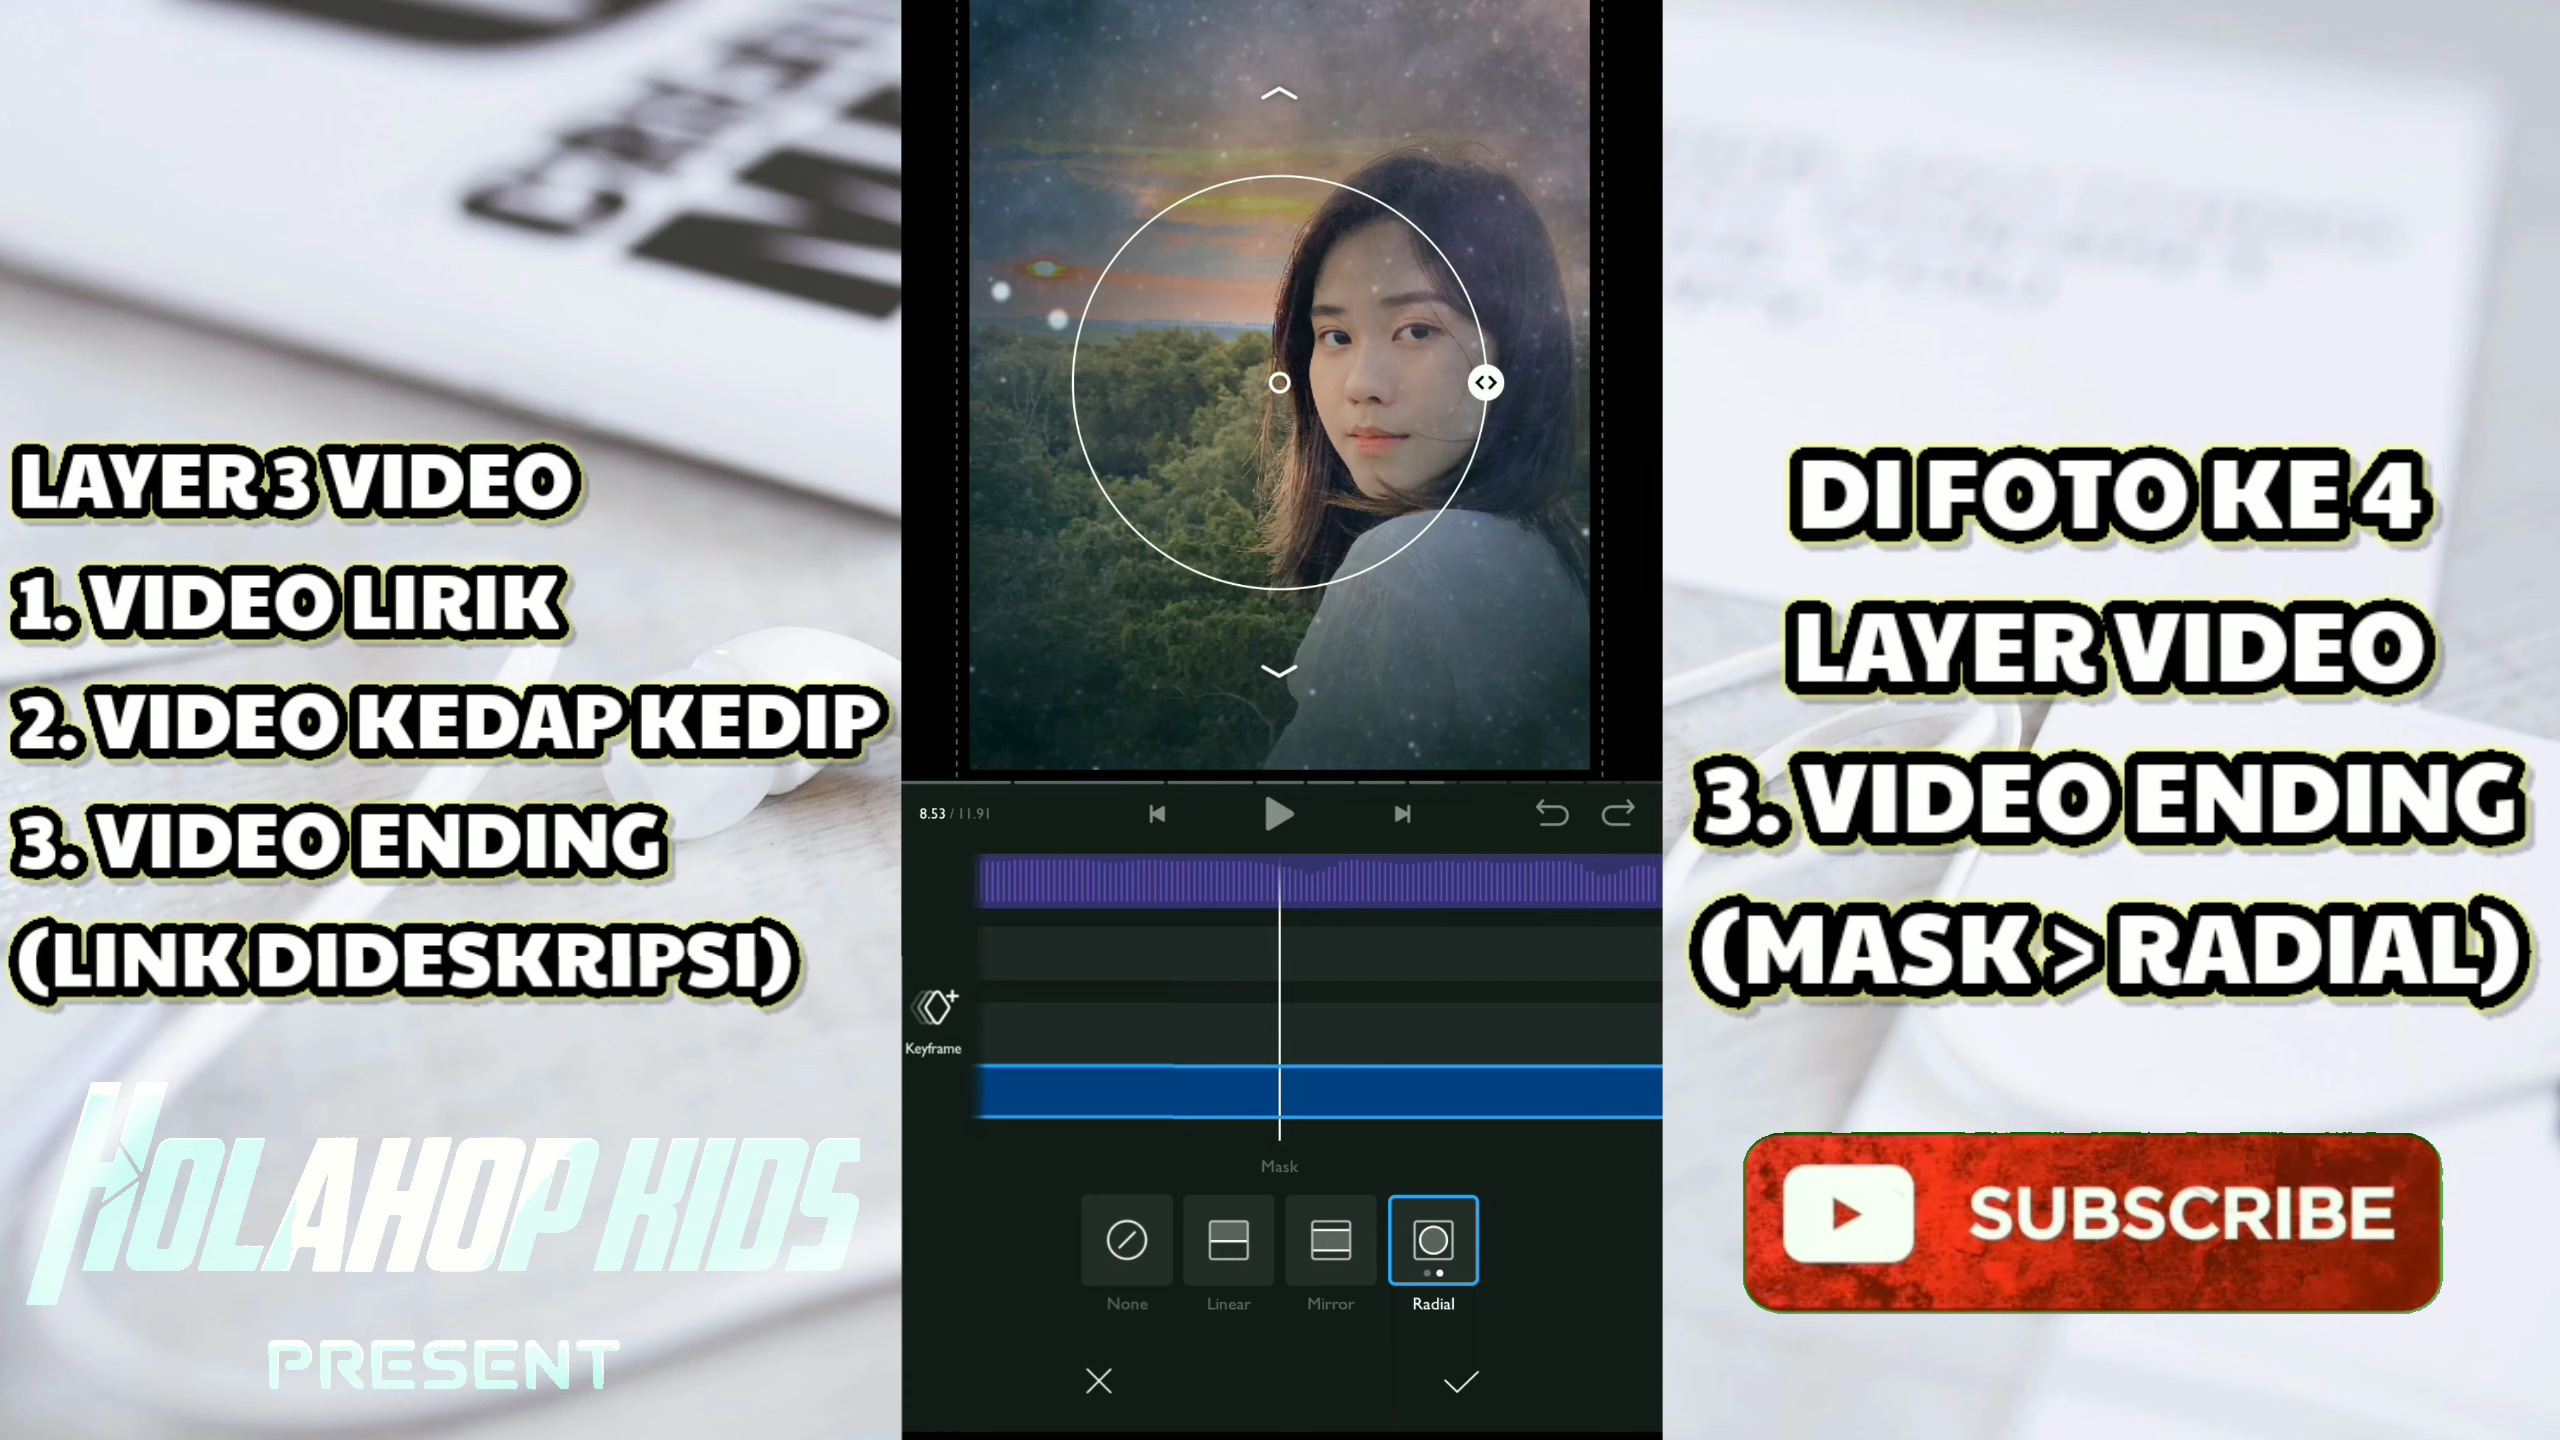 LAYER 3 VIDEO
1. VIDEO LIRIK
2. VIDEO KEDAP KEDIP
3. VIDEO ENDING
(LINK DIDESKRIPSI)
HOLAHOP KIDS
PRESENT
8.53 / 11.91
Keyframe
Mask
None
Linear
Mirror
Radial
DI FOTO KE 4
LAYER VIDEO
3. VIDEO ENDING
(MASK > RADIAL)
SUBSCRIBE